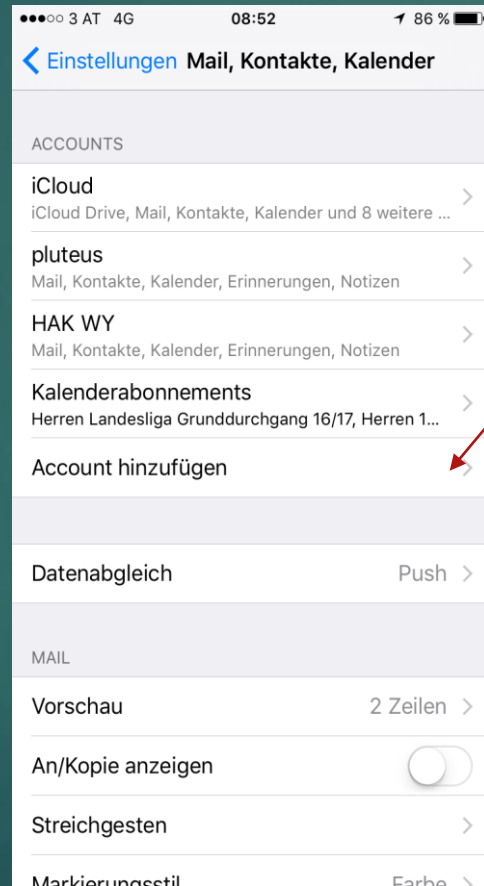 3 AT 4G 08:52 86 %
Einstellungen Mail, Kontakte, Kalender
ACCOUNTS
iCloud
iCloud Drive, Mail, Kontakte, Kalender und 8 weitere ...
pluteus
Mail, Kontakte, Kalender, Erinnerungen, Notizen
HAK WY
Mail, Kontakte, Kalender, Erinnerungen, Notizen
Kalenderabonnements
Herren Landesliga Grunddurchgang 16/17, Herren 1...
Account hinzufügen
Datenabgleich Push
MAIL
Vorschau 2 Zeilen
An/Kopie anzeigen
Streichgesten
Markierungsstil Farbe